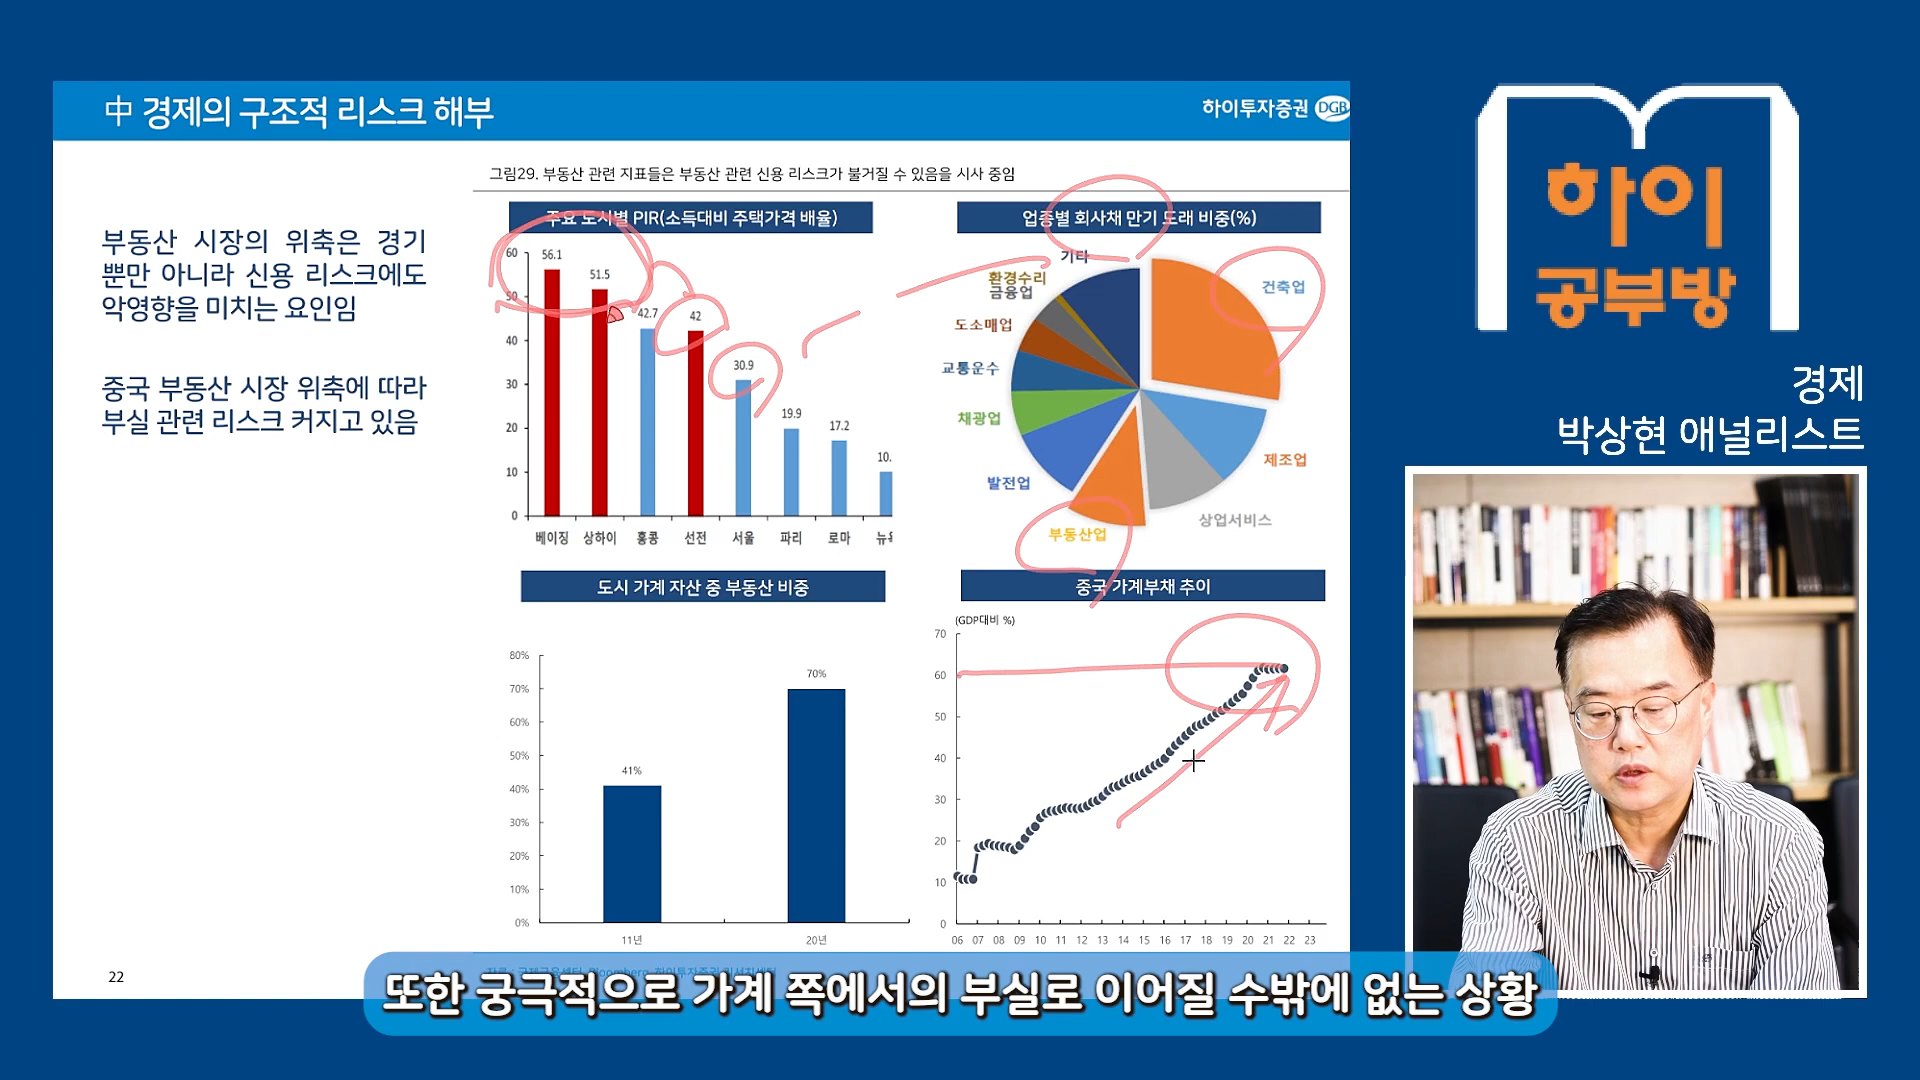 中 경제의 구조적 리스크 해부
하이투자증권 DGB
부동산 시장의 위축은 경기
뿐만 아니라 신용 리스크에도
악영향을 미치는 요인임
중국 부동산 시장 위축에 따라
부실 관련 리스크 커지고 있음
그림29. 부동산 관련 지표들은 부동산 관련 신용 리스크가 불거질 수 있음을 시사 중임
주요 도시별 PIR(소득대비 주택가격 배율)
60
50
40
30
20
10
0
56.1
51.5
42.7
42
30.9
19.9
17.2
10.
베이징 상하이 홍콩 선전 서울 파리 로마
업종별 회사채 만기 도래 비중(%)
기타
환경수리
금융업
도소매업
교통운수
채광업
발전업
부동산업
상업서비스
제조업
건축업
도시 가계 자산 중 부동산 비중
80%
70%
60%
50%
40%
30%
20%
10%
0%
41%
70%
11년 20년
중국 가계부채 추이
(GDP대비 %)
70
60
50
40
30
20
10
0
06 07 08 09 10 11 12 13 14 15 16 17 18 19 20 21 22 23
22
하이
공부방
경제
박상현 애널리스트
또한 궁극적으로 가계 쪽에서의 부실로 이어질 수밖에 없는 상황